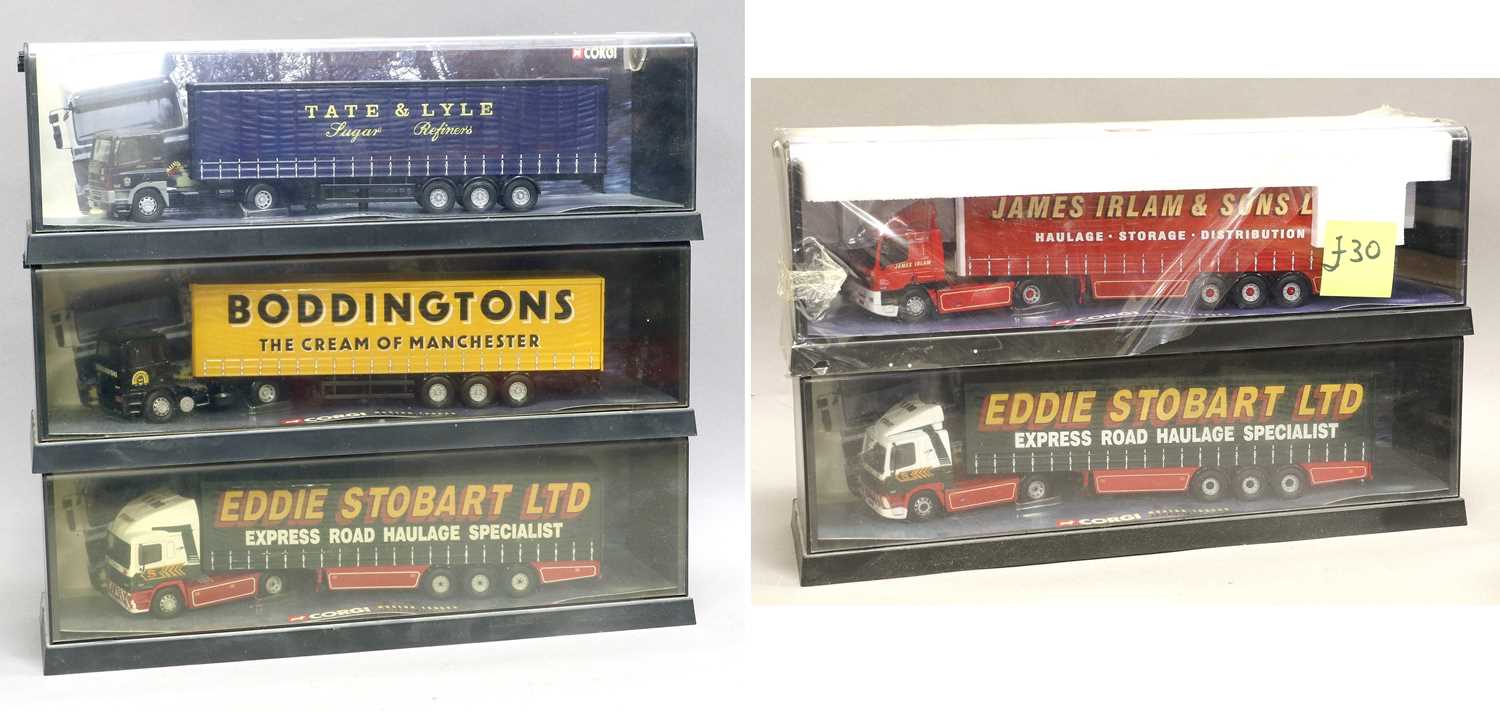 CORGI
TATE & LYLE
Sugar Refiners
BODDINGTONS
THE CREAM OF MANCHESTER
CORGI
EDDIE STOBART LTD
EXPRESS ROAD HAULAGE SPECIALIST
CORGI
JAMES IRLAM & SONS L
HAULAGE · STORAGE · DISTRIBUTION
JAMES IRLAM
£30
CORGI
EDDIE STOBART LTD
EXPRESS ROAD HAULAGE SPECIALIST
CORGI